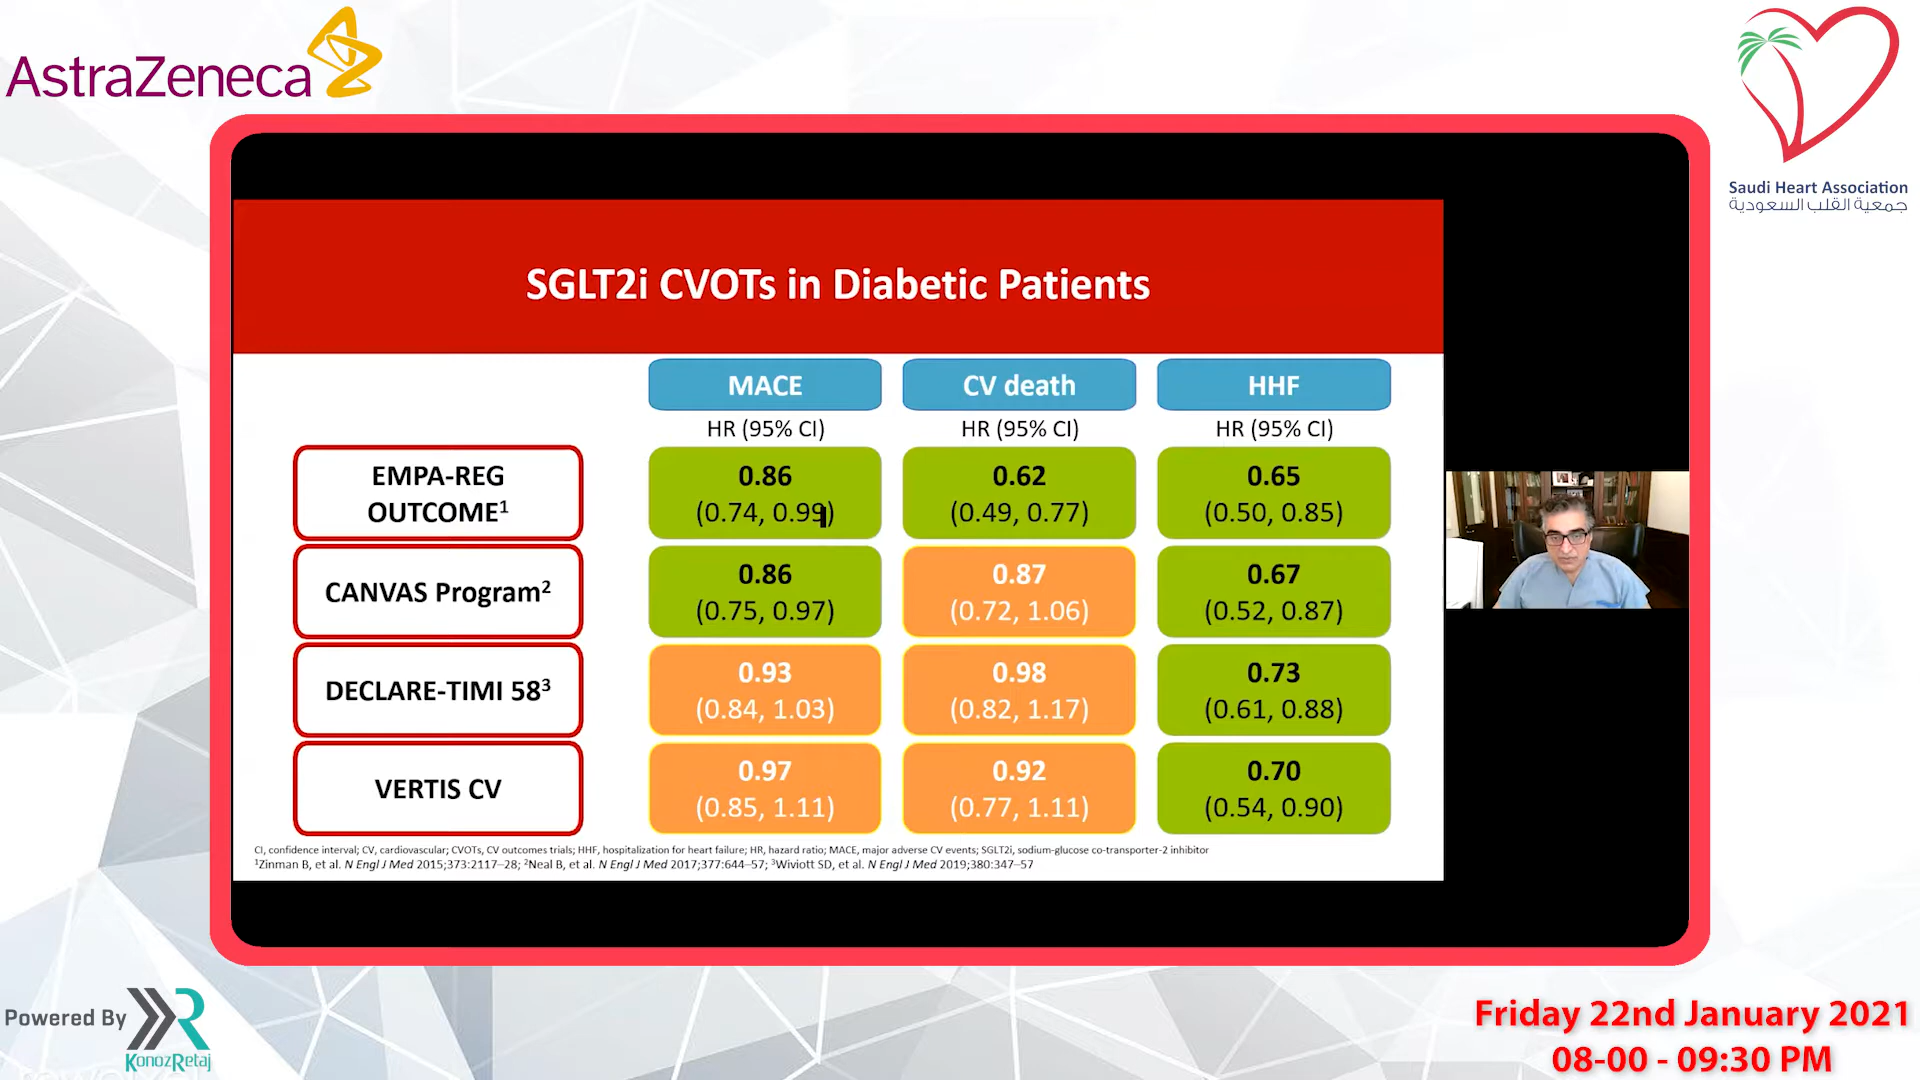 AstraZeneca
Saudi Heart Association
جمعية القلب السعودية
SGLT2i CVOTs in Diabetic Patients
MACE CV death HHF
HR (95% CI) HR (95% CI) HR (95% CI)
EMPA-REG
OUTCOME¹
0.86 0.62 0.65
(0.74, 0.99) (0.49, 0.77) (0.50, 0.85)
CANVAS Program²
0.86 0.87 0.67
(0.75, 0.97) (0.72, 1.06) (0.52, 0.87)
DECLARE-TIMI 58³
0.93 0.98 0.73
(0.84, 1.03) (0.82, 1.17) (0.61, 0.88)
VERTIS CV
0.97 0.92 0.70
(0.85, 1.11) (0.77, 1.11) (0.54, 0.90)
CI, confidence interval; CV, cardiovascular; CVOTs, CV outcomes trials; HHF, hospitalization for heart failure; HR, hazard ratio; MACE, major adverse CV events; SGLT2i, sodium-glucose co-transporter-2 inhibitor
¹Zinman B, et al. N Engl J Med 2015;373:2117–28; ²Neal B, et al. N Engl J Med 2017;377:644–57; ³Wiviott SD, et al. N Engl J Med 2019;380:347–57
Powered By
KonozRetaj
Friday 22nd January 2021
08-00 - 09:30 PM